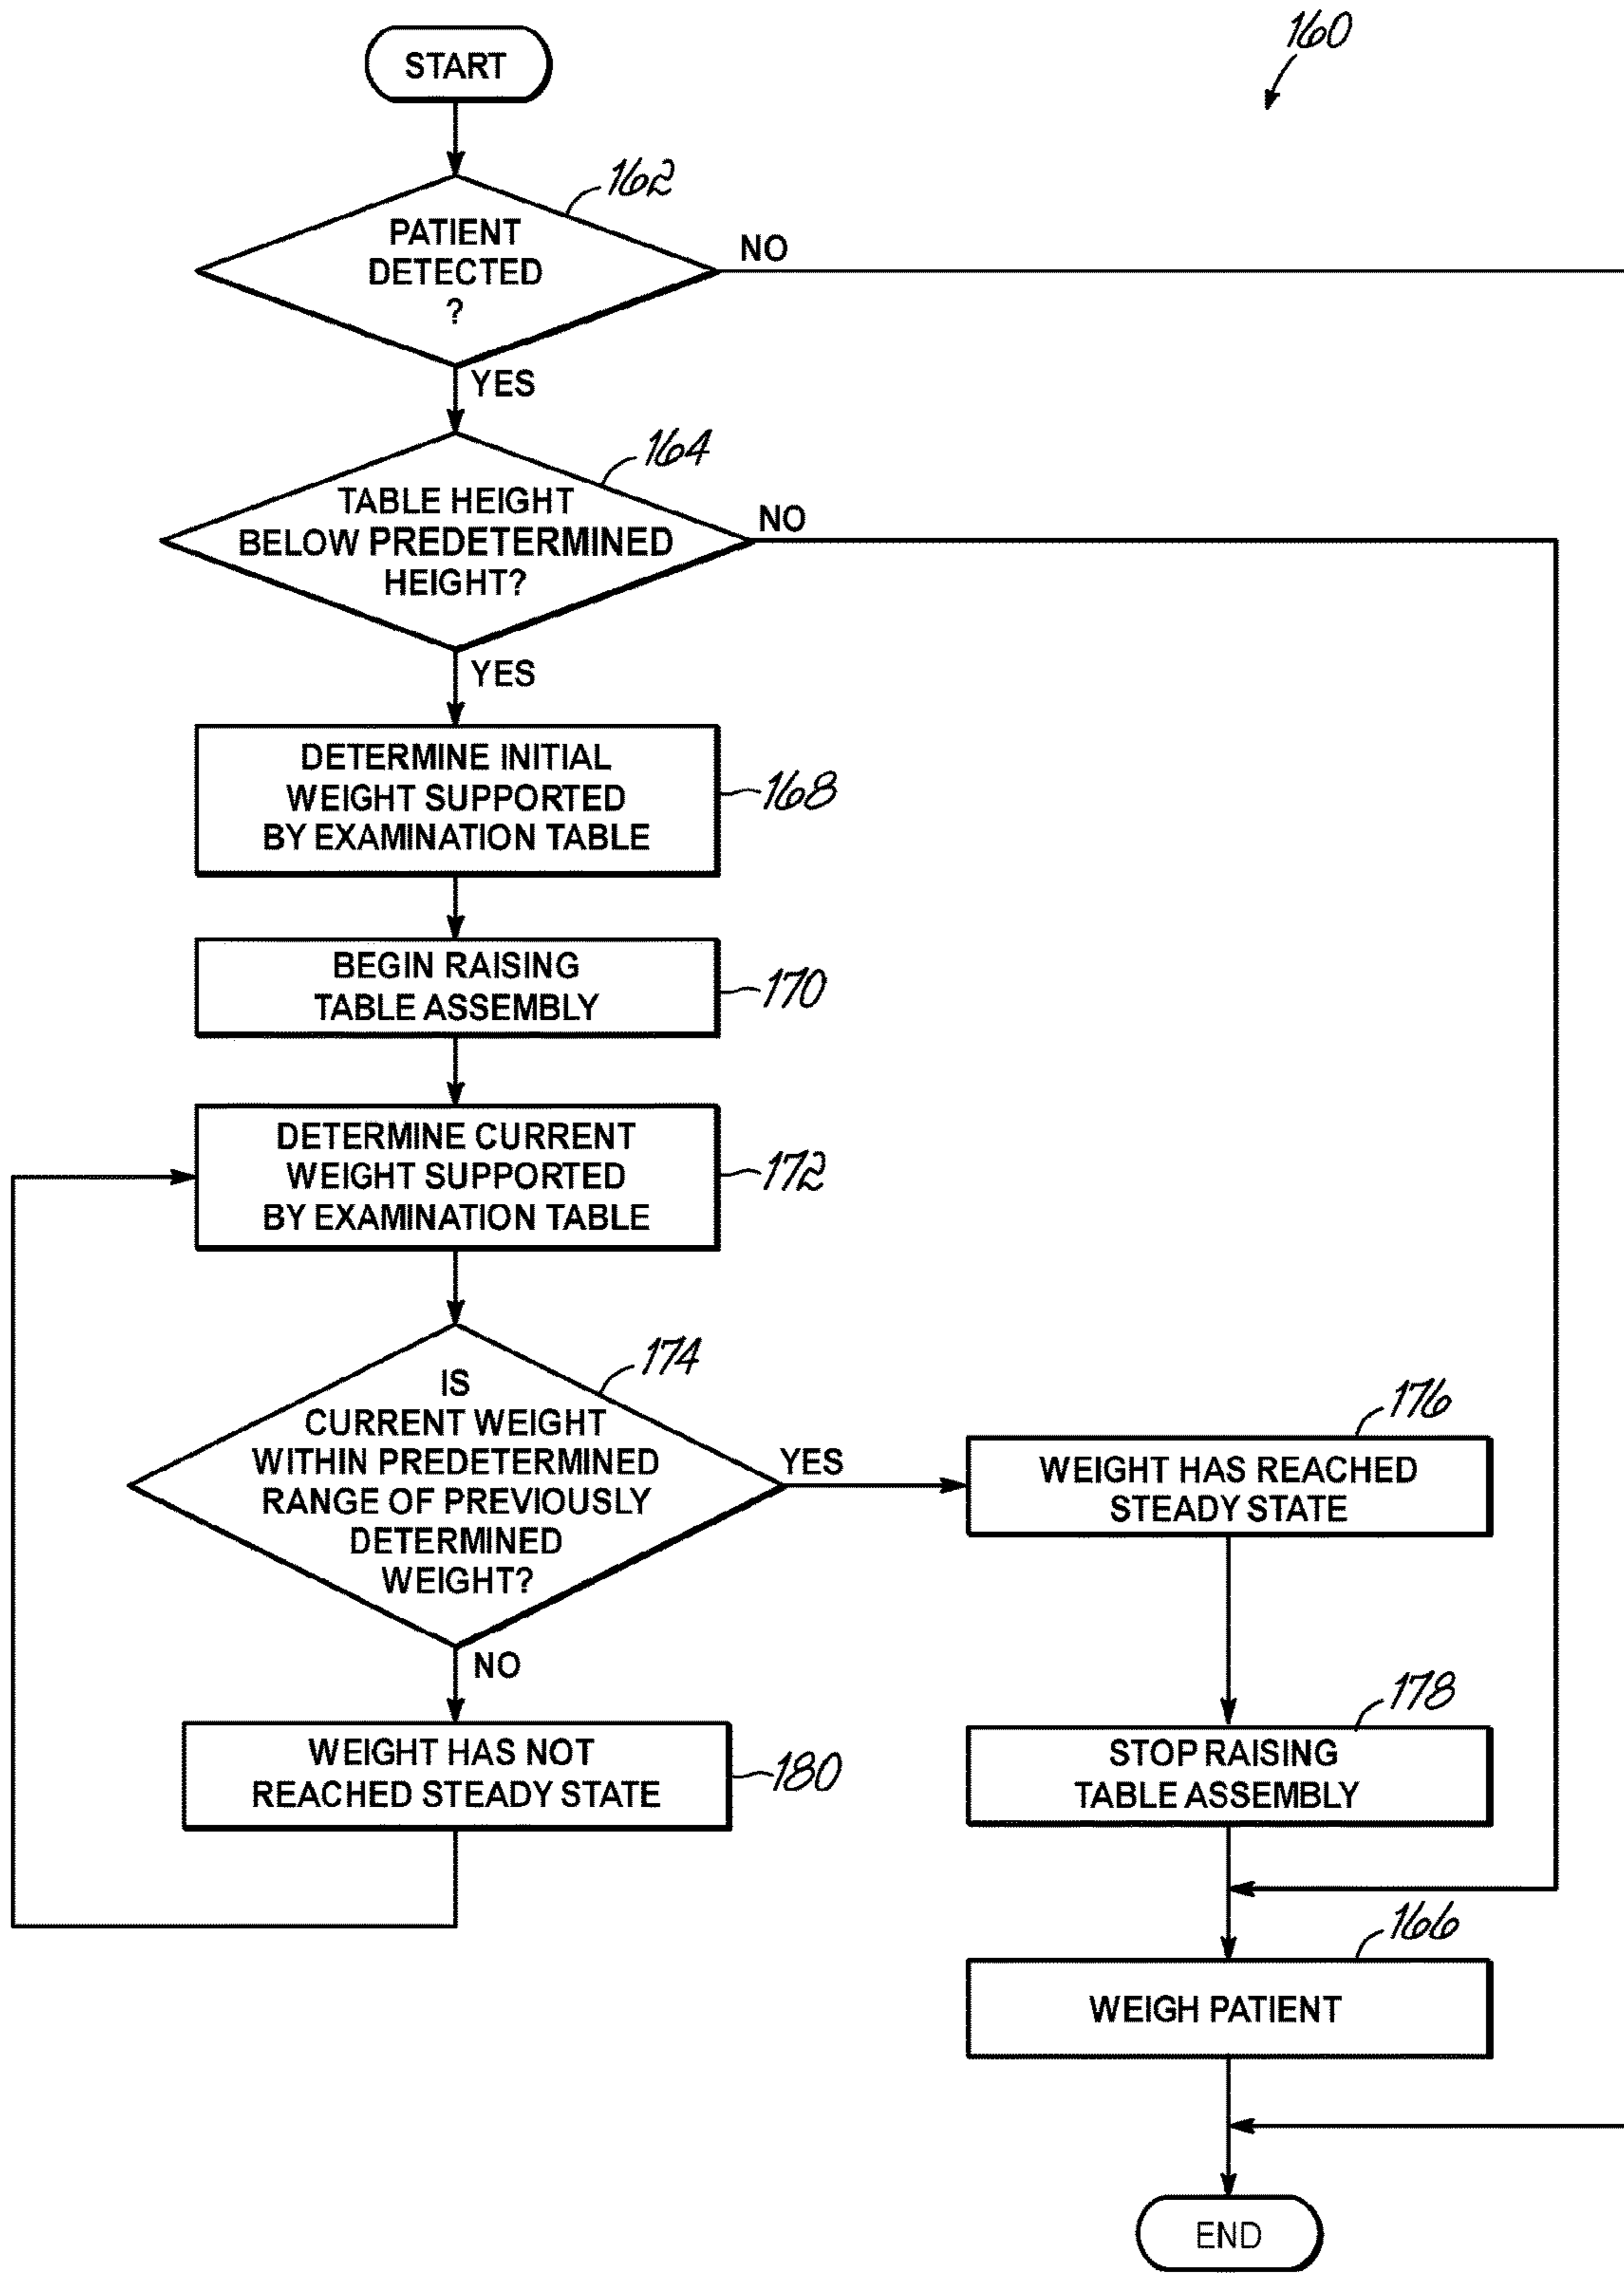 START
160
162
PATIENT
DETECTED
?
NO
YES
164
TABLE HEIGHT
BELOW PREDETERMINED
HEIGHT?
NO
YES
DETERMINE INITIAL
WEIGHT SUPPORTED
BY EXAMINATION TABLE
168
BEGIN RAISING
TABLE ASSEMBLY
170
DETERMINE CURRENT
WEIGHT SUPPORTED
BY EXAMINATION TABLE
172
174
IS
CURRENT WEIGHT
WITHIN PREDETERMINED
RANGE OF PREVIOUSLY
DETERMINED
WEIGHT?
YES
NO
176
WEIGHT HAS REACHED
STEADY STATE
WEIGHT HAS NOT
REACHED STEADY STATE
180
178
STOP RAISING
TABLE ASSEMBLY
166
WEIGH PATIENT
END